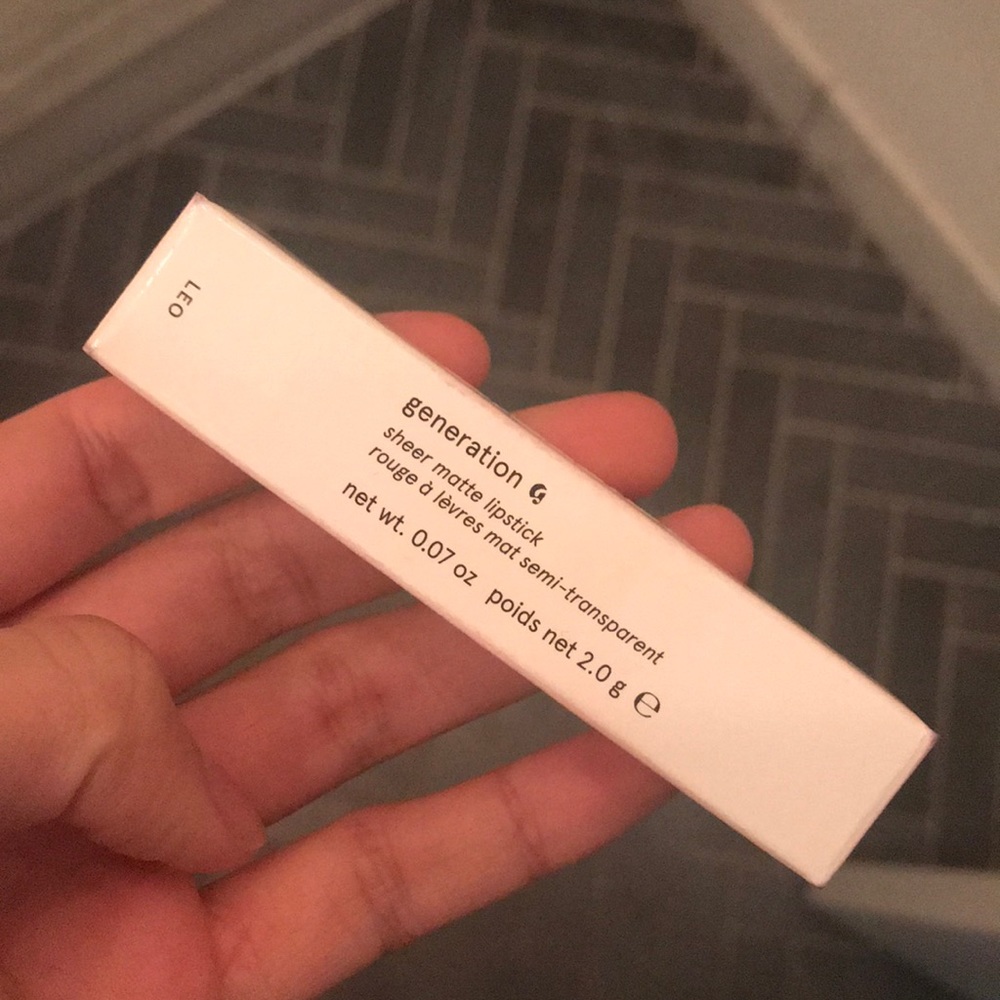 LEO
generation G
sheer matte lipstick
rouge à lèvres mat semi-transparent
net wt. 0.07 oz poids net 2.0 g ℮